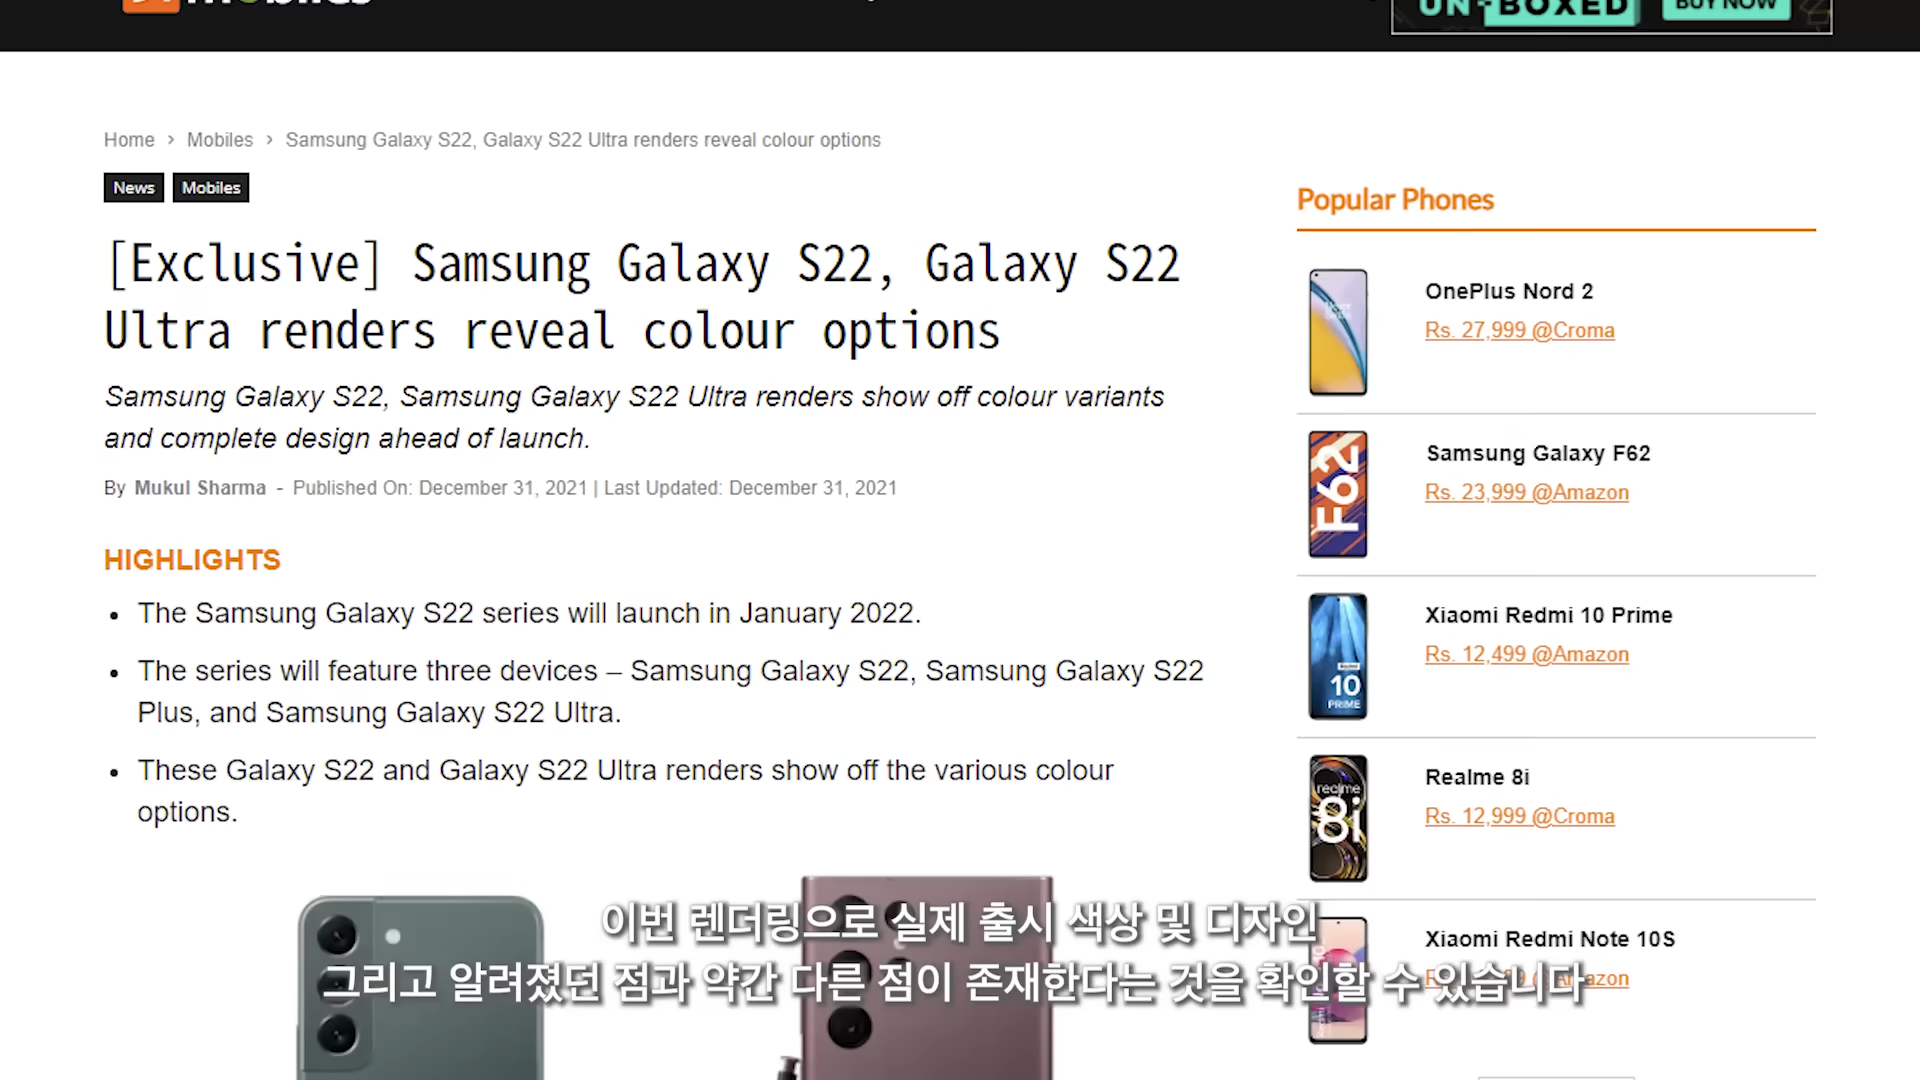 UN-BOXED
BUY NOW
Home > Mobiles > Samsung Galaxy S22, Galaxy S22 Ultra renders reveal colour options
News Mobiles
[Exclusive] Samsung Galaxy S22, Galaxy S22
Ultra renders reveal colour options
Samsung Galaxy S22, Samsung Galaxy S22 Ultra renders show off colour variants
and complete design ahead of launch.
By Mukul Sharma - Published On: December 31, 2021 | Last Updated: December 31, 2021
HIGHLIGHTS
• The Samsung Galaxy S22 series will launch in January 2022.
• The series will feature three devices – Samsung Galaxy S22, Samsung Galaxy S22
Plus, and Samsung Galaxy S22 Ultra.
• These Galaxy S22 and Galaxy S22 Ultra renders show off the various colour
options.
Popular Phones
OnePlus Nord 2
Rs. 27,999 @Croma
F62
Samsung Galaxy F62
Rs. 23,999 @Amazon
10
PRIME
Xiaomi Redmi 10 Prime
Rs. 12,499 @Amazon
realme
8i
Realme 8i
Rs. 12,999 @Croma
Xiaomi Redmi Note 10S
이번 렌더링으로 실제 출시 색상 및 디자인
그리고 알려졌던 점과 약간 다른 점이 존재한다는 것을 확인할 수 있습니다